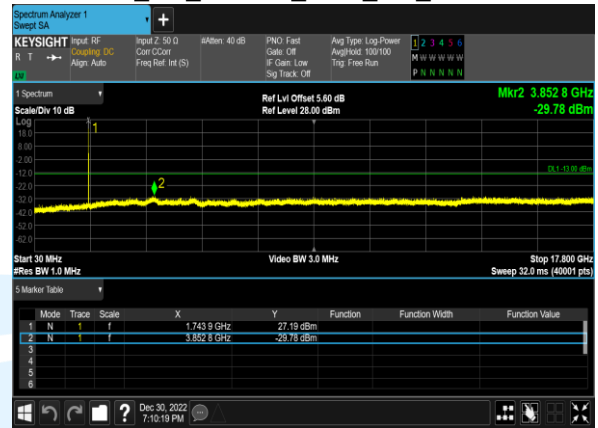 Spectrum Analyzer 1
Swept SA
KEYSIGHT Input: RF Input Z: 50 Ω #Atten: 40 dB PNO: Fast Avg Type: Log-Power 1 2 3 4 5 6
R T Coupling: DC Corr CCorr Gate: Off Avg|Hold: 100/100 M W W W W W
Align: Auto Freq Ref: Int (S) IF Gain: Low Trig: Free Run P N N N N N
Sig Track: Off
LU
1 Spectrum Ref Lvl Offset 5.60 dB Mkr2 3.852 8 GHz
Scale/Div 10 dB Ref Level 28.00 dBm -29.78 dBm
Log
18.0
8.00
-2.00
-12.0
-22.0
-32.0
-42.0
-52.0
-62.0
1
2
DL1 -13.00 dBm
Start 30 MHz Video BW 3.0 MHz Stop 17.800 GHz
#Res BW 1.0 MHz Sweep 32.0 ms (40001 pts)
5 Marker Table
Mode Trace Scale X Y Function Function Width Function Value
1 N 1 f 1.743 9 GHz 27.19 dBm
2 N 1 f 3.852 8 GHz -29.78 dBm
3
4
5
6
? Dec 30, 2022
7:10:19 PM